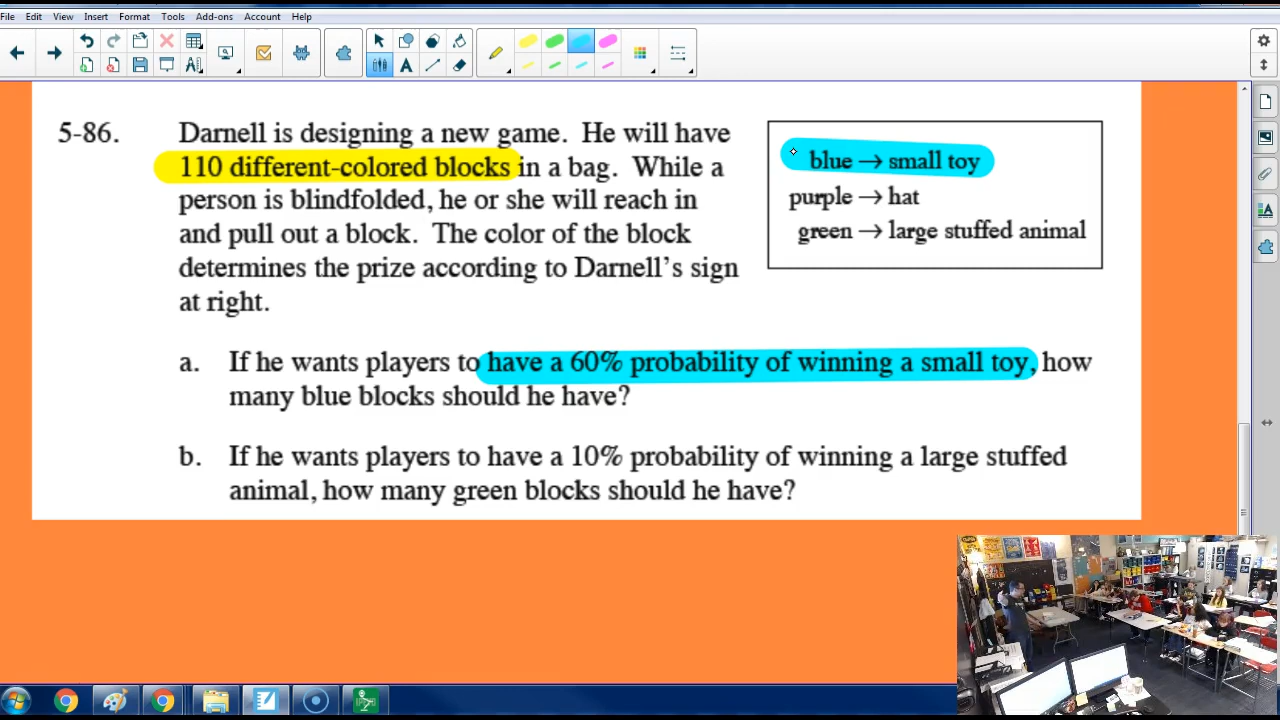 File Edit View Insert Format Tools Add-ons Account Help
5-86. Darnell is designing a new game. He will have
110 different-colored blocks in a bag. While a
person is blindfolded, he or she will reach in
and pull out a block. The color of the block
determines the prize according to Darnell's sign
at right.
blue → small toy
purple → hat
green → large stuffed animal
a. If he wants players to have a 60% probability of winning a small toy, how
many blue blocks should he have?
b. If he wants players to have a 10% probability of winning a large stuffed
animal, how many green blocks should he have?